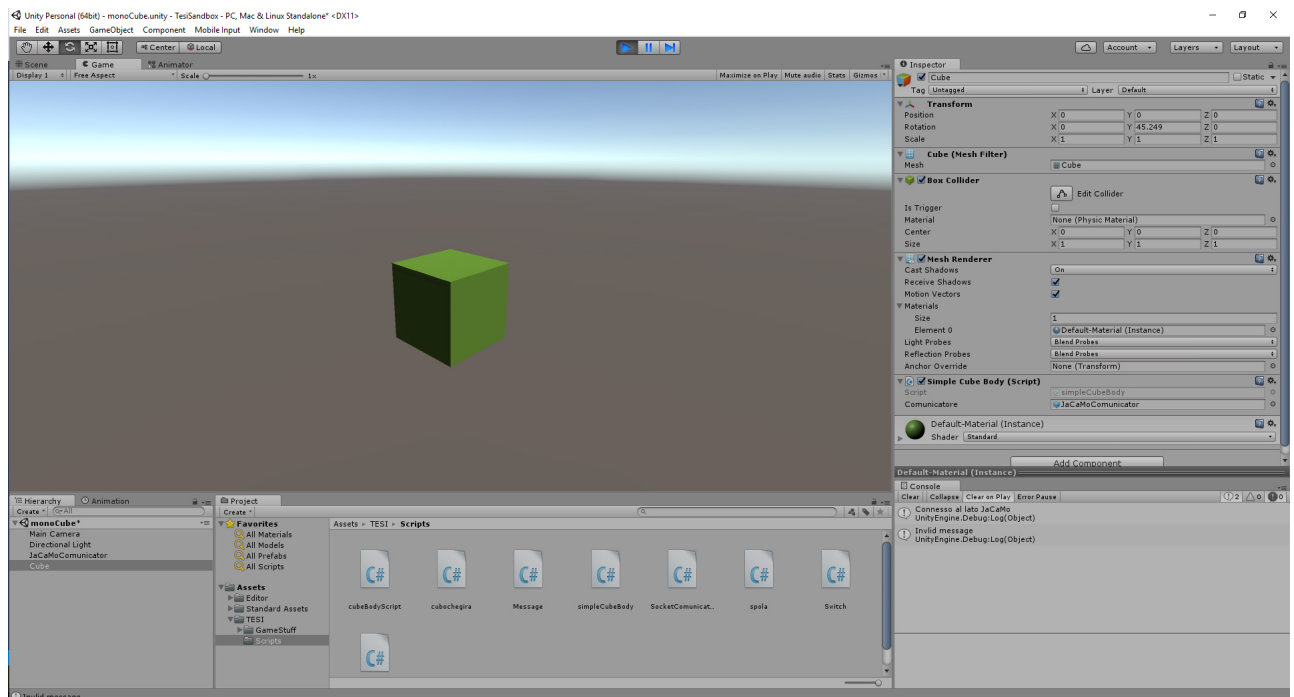 Unity Personal (64bit) - monoCube.unity - TesiSandbox - PC, Mac & Linux Standalone* <DX11>
File Edit Assets GameObject Component Mobile Input Window Help
Center Local
Account Layers Layout
Scene Game Animator
Display 1 Free Aspect Scale 1x Maximize on Play Mute audio Stats Gizmos
Inspector
Cube Static
Tag Untagged Layer Default
Transform
Position X 0 Y 0 Z 0
Rotation X 0 Y 45.249 Z 0
Scale X 1 Y 1 Z 1
Cube (Mesh Filter)
Mesh Cube
Box Collider
Edit Collider
Is Trigger
Material None (Physic Material)
Center X 0 Y 0 Z 0
Size X 1 Y 1 Z 1
Mesh Renderer
Cast Shadows On
Receive Shadows
Motion Vectors
Materials
Size 1
Element 0 Default-Material (Instance)
Light Probes Blend Probes
Reflection Probes Blend Probes
Anchor Override None (Transform)
Simple Cube Body (Script)
Script simpleCubeBody
Comunicatore JaCaMoComunicator
Default-Material (Instance)
Shader Standard
Add Component
Default-Material (Instance)
Hierarchy Animation
Create All
monoCube*
Main Camera
Directional Light
JaCaMoComunicator
Cube
Project
Create
Favorites
All Materials
All Models
All Prefabs
All Scripts
Assets
Editor
Standard Assets
TESI
GameStuff
Scripts
Assets TESI Scripts
C# C# C# C# C# C# C#
cubeBodyScript cubochegira Message simpleCubeBody SocketComunicat... spola Switch
C#
Console
Clear Collapse Clear on Play Error Pause 2 0 0
Connesso al lato JaCaMo
UnityEngine.Debug:Log(Object)
Invlid message
UnityEngine.Debug:Log(Object)
Invlid message